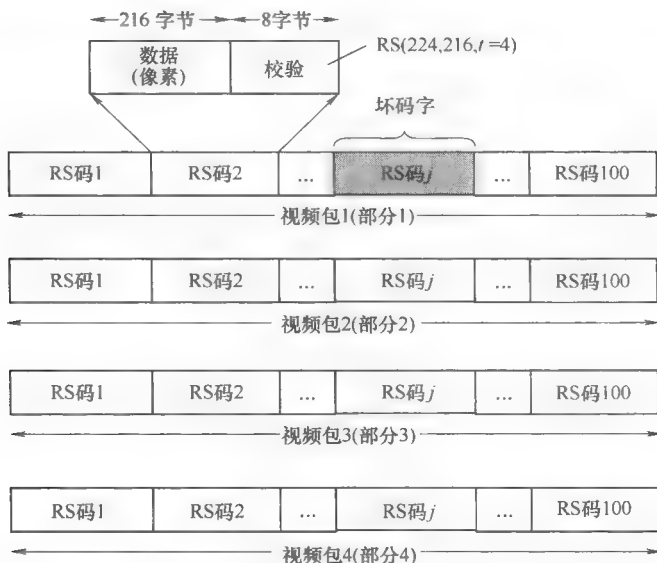 216 字节 8字节
数据
(像素)
校验
RS(224,216,t=4)
坏码字
RS码1 RS码2 ... RS码j ... RS码100
视频包1(部分1)
RS码1 RS码2 ... RS码j ... RS码100
视频包2(部分2)
RS码1 RS码2 ... RS码j ... RS码100
视频包3(部分3)
RS码1 RS码2 ... RS码j ... RS码100
视频包4(部分4)